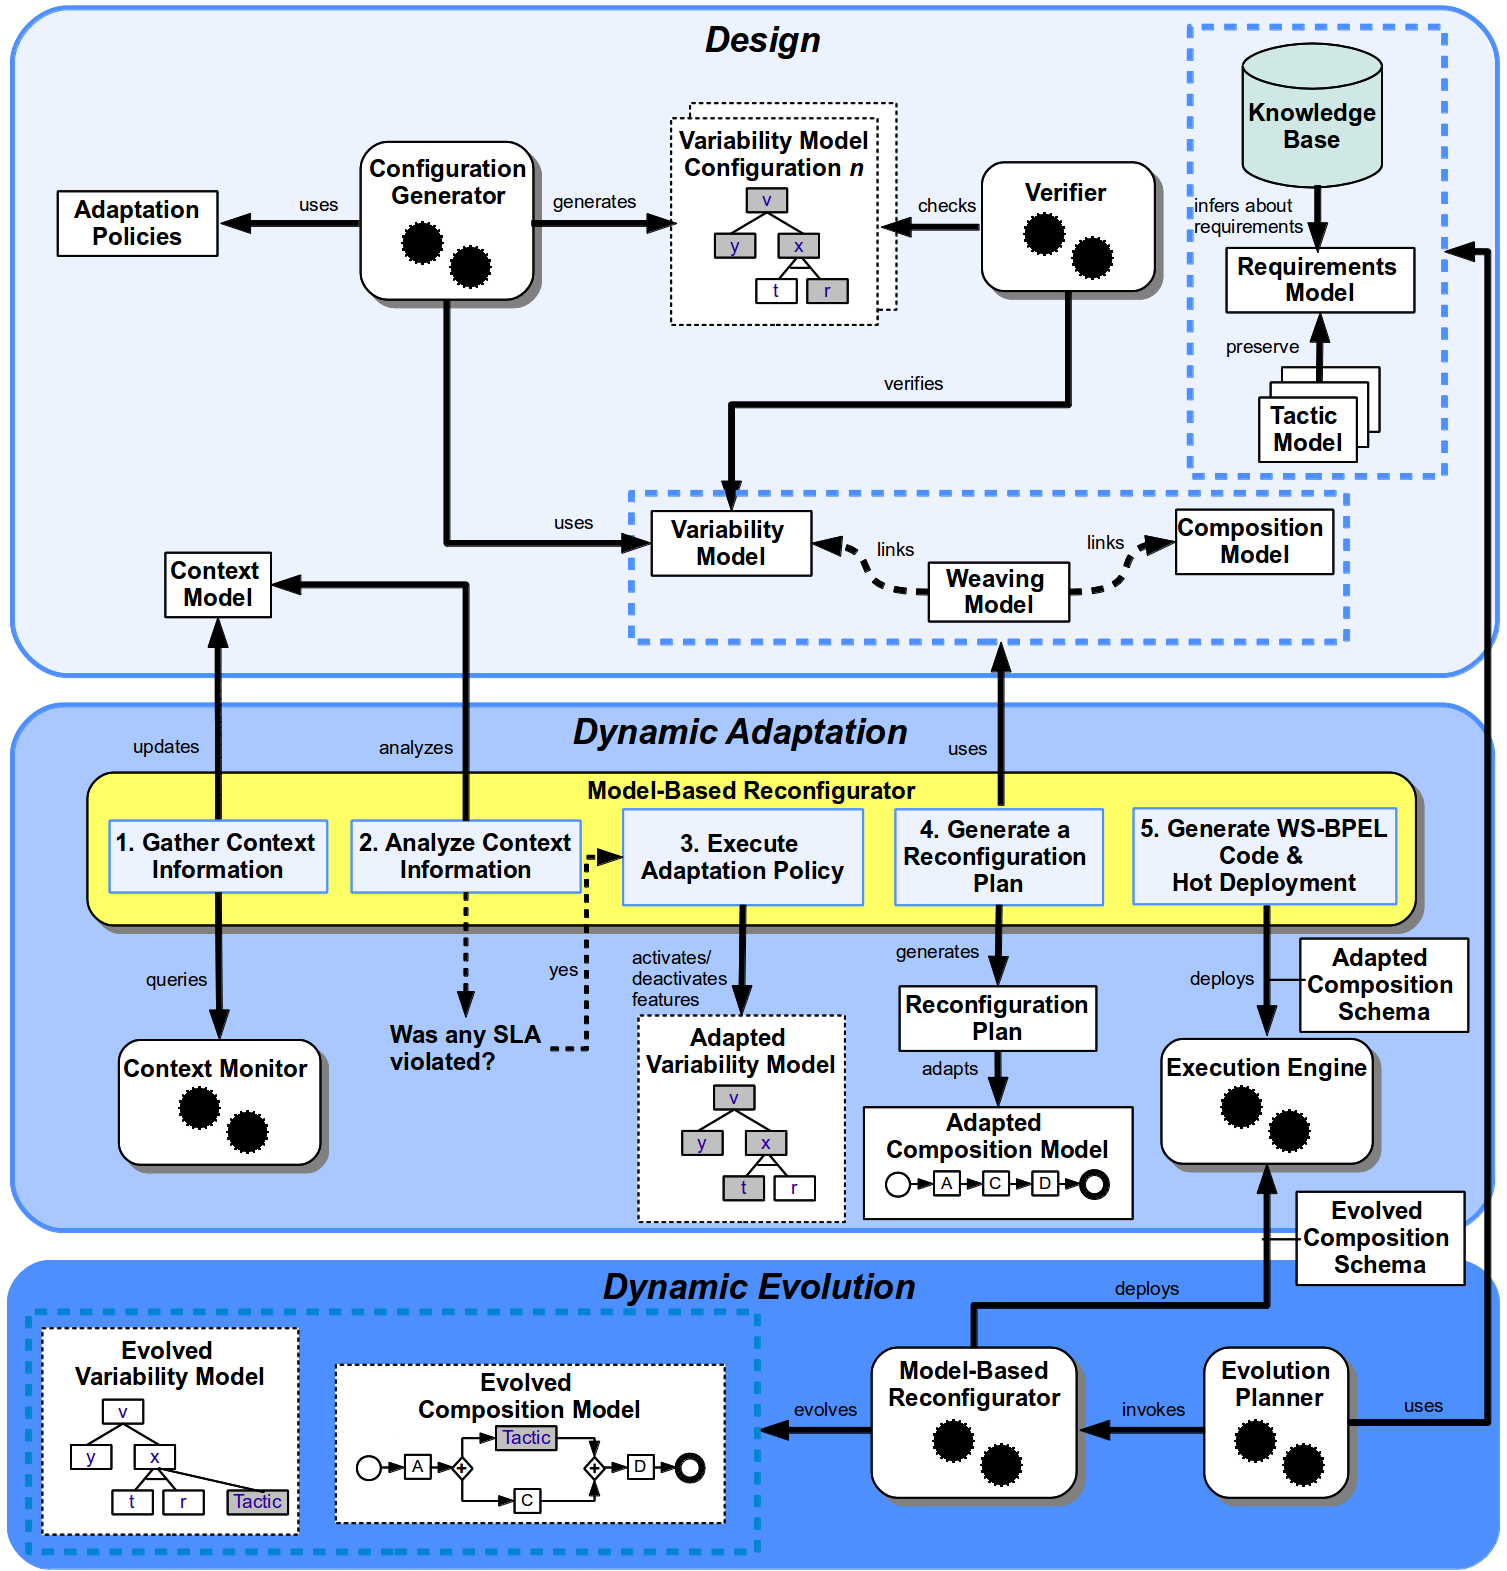 Design
Adaptation
Policies
uses
Configuration
Generator
generates
Variability Model
Configuration n
v
y
x
t
r
checks
Verifier
Knowledge
Base
infers about
requirements
Requirements
Model
preserve
Tactic
Model
verifies
uses
Variability
Model
links
Weaving
Model
links
Composition
Model
Context
Model
Dynamic Adaptation
updates
analyzes
uses
Model-Based Reconfigurator
1. Gather Context
Information
2. Analyze Context
Information
3. Execute
Adaptation Policy
4. Generate a
Reconfiguration
Plan
5. Generate WS-BPEL
Code &
Hot Deployment
queries
Context Monitor
Was any SLA
violated?
yes
activates/
deactivates
features
Adapted
Variability Model
v
y
x
t
r
generates
Reconfiguration
Plan
adapts
Adapted
Composition Model
A
C
D
deploys
Adapted
Composition
Schema
Execution Engine
Evolved
Composition
Schema
Dynamic Evolution
deploys
Evolved
Variability Model
v
y
x
t
r
Tactic
Evolved
Composition Model
A
+
Tactic
C
+
D
evolves
Model-Based
Reconfigurator
invokes
Evolution
Planner
uses